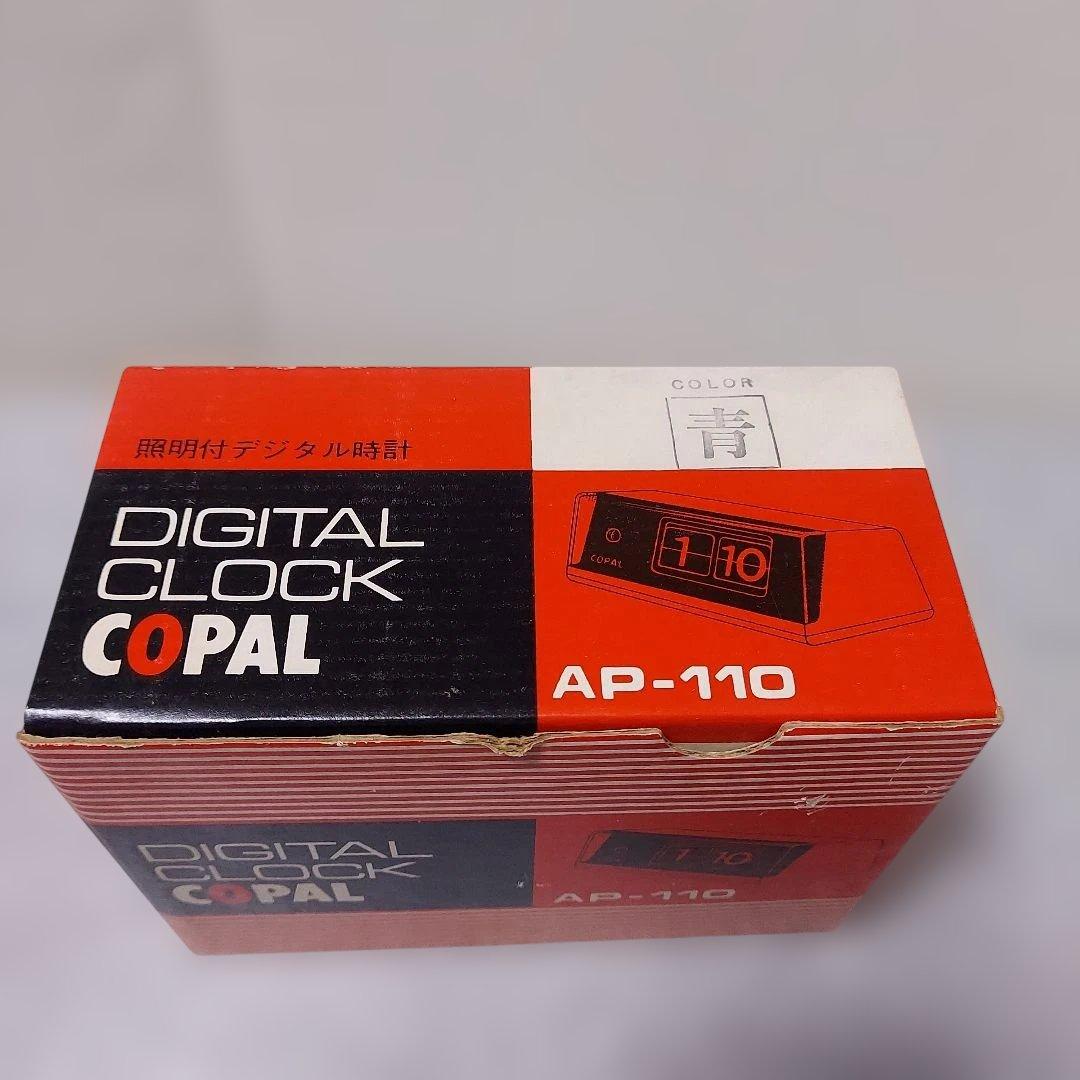 照明付デジタル時計
COLOR
青
DIGITAL
CLOCK
COPAL
COPAL
1 10
AP-110
DIGITAL
CLOCK
COPAL
1 10
AP-110